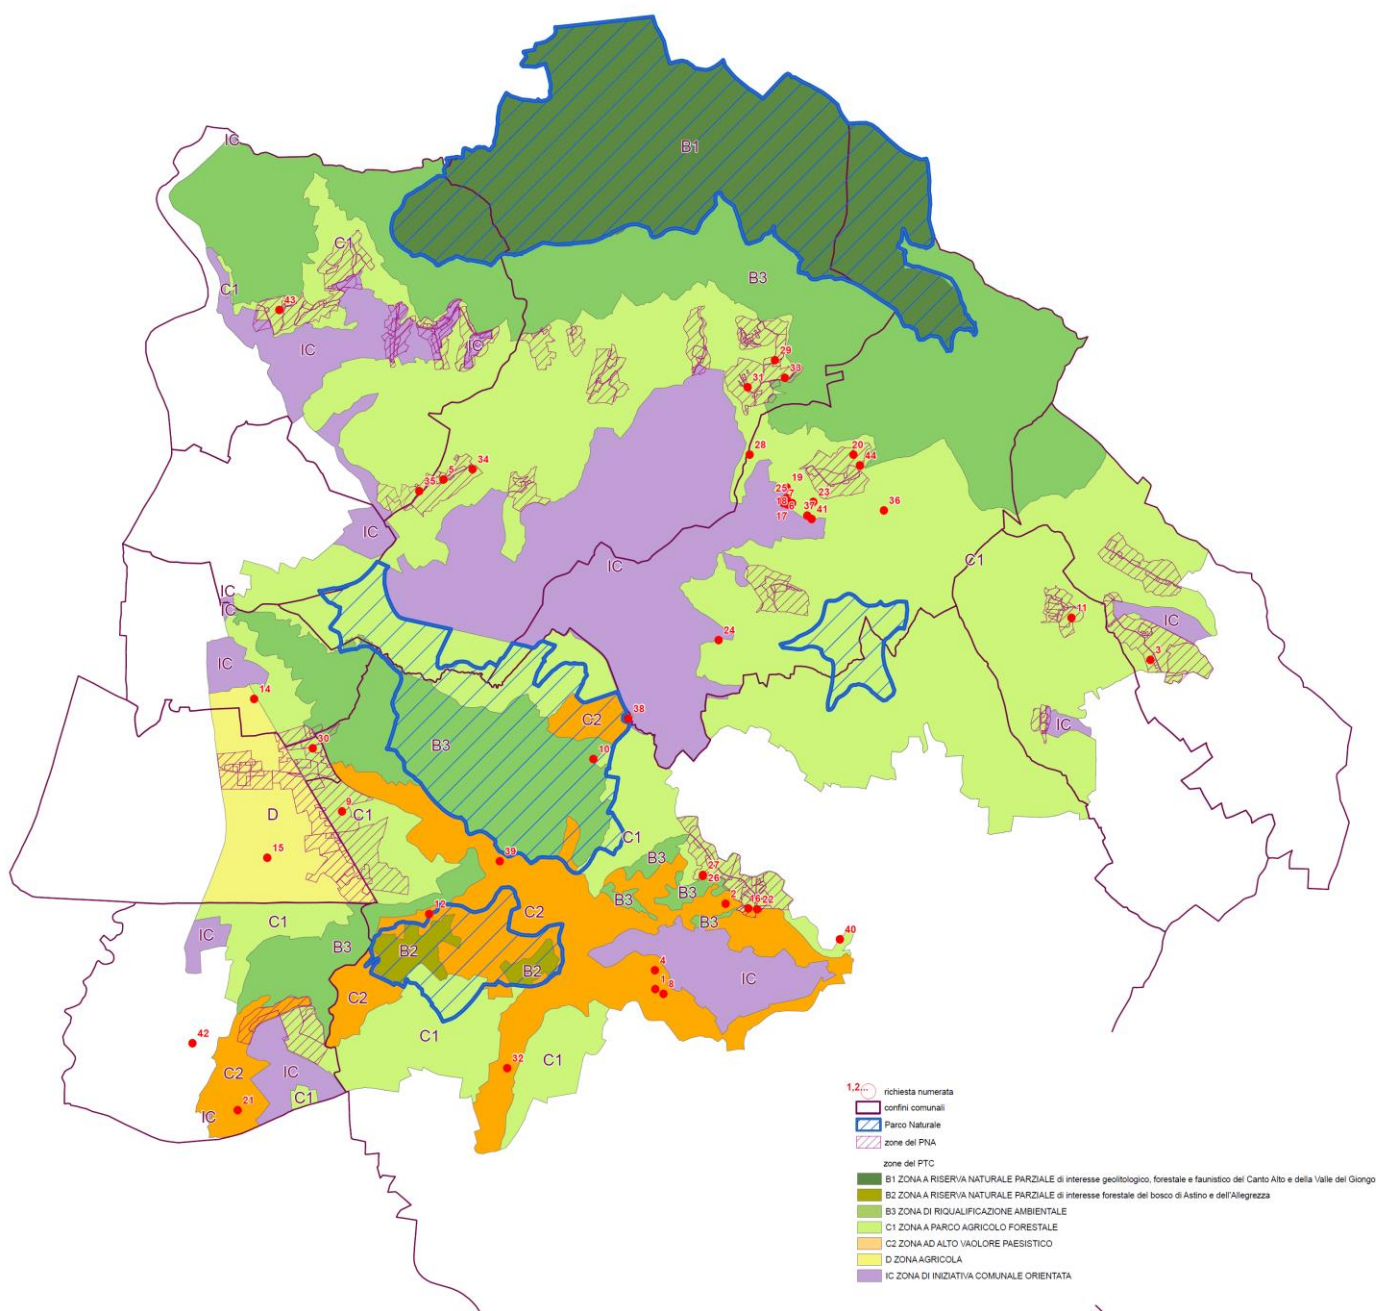 IC
B1
C1
B3
C1
43
IC
IC
29
33
31
34
5
35
28
20
44
19
25
7
23
18
6
37
41
17
36
IC
IC
C1
IC
IC
11
IC
24
3
IC
14
38
C2
IC
30
B3
10
9
C1
D
C1
15
39
B3
27
26
B3
B3
2
16
22
B3
12
C2
C1
40
B3
B2
IC
B2
4
IC
1
8
C2
42
C1
32
C1
IC
C2
C1
21
IC
1,2... richiesta numerata
confini comunali
Parco Naturale
zone del PNA
zone del PTC
B1 ZONA A RISERVA NATURALE PARZIALE di interesse geolitologico, forestale e faunistico del Canto Alto e della Valle del Giongo
B2 ZONA A RISERVA NATURALE PARZIALE di interesse forestale del bosco di Astino e dell'Allegrezza
B3 ZONA DI RIQUALIFICAZIONE AMBIENTALE
C1 ZONA A PARCO AGRICOLO FORESTALE
C2 ZONA AD ALTO VAOLORE PAESISTICO
D ZONA AGRICOLA
IC ZONA DI INIZIATIVA COMUNALE ORIENTATA